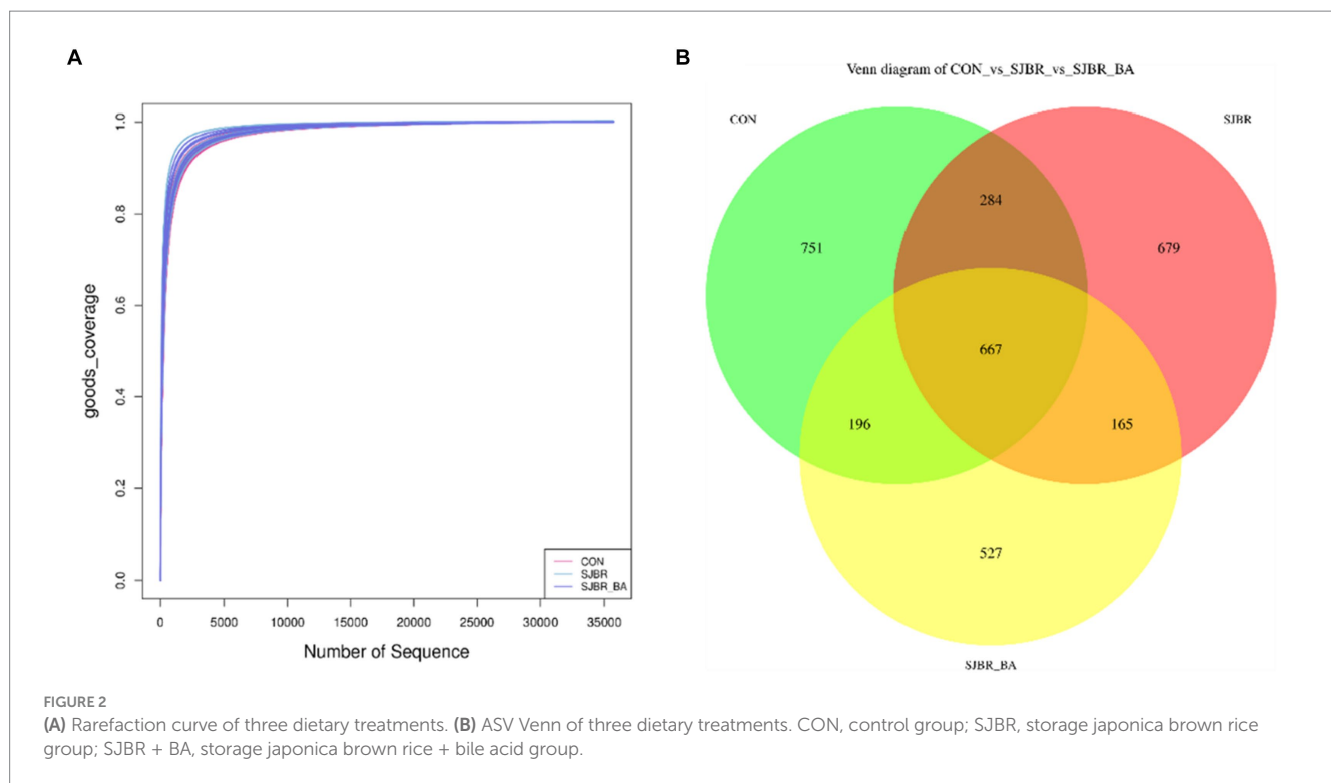 A
goods_coverage
1.0
0.8
0.6
0.4
0.2
0.0
CON
SJBR
SJBR_BA
0 5000 10000 15000 20000 25000 30000 35000
Number of Sequence
B
Venn diagram of CON_vs_SJBR_vs_SJBR_BA
CON
SJBR
284
751
679
667
196
165
527
SJBR_BA
FIGURE 2
(A) Rarefaction curve of three dietary treatments. (B) ASV Venn of three dietary treatments. CON, control group; SJBR, storage japonica brown rice
group; SJBR + BA, storage japonica brown rice + bile acid group.